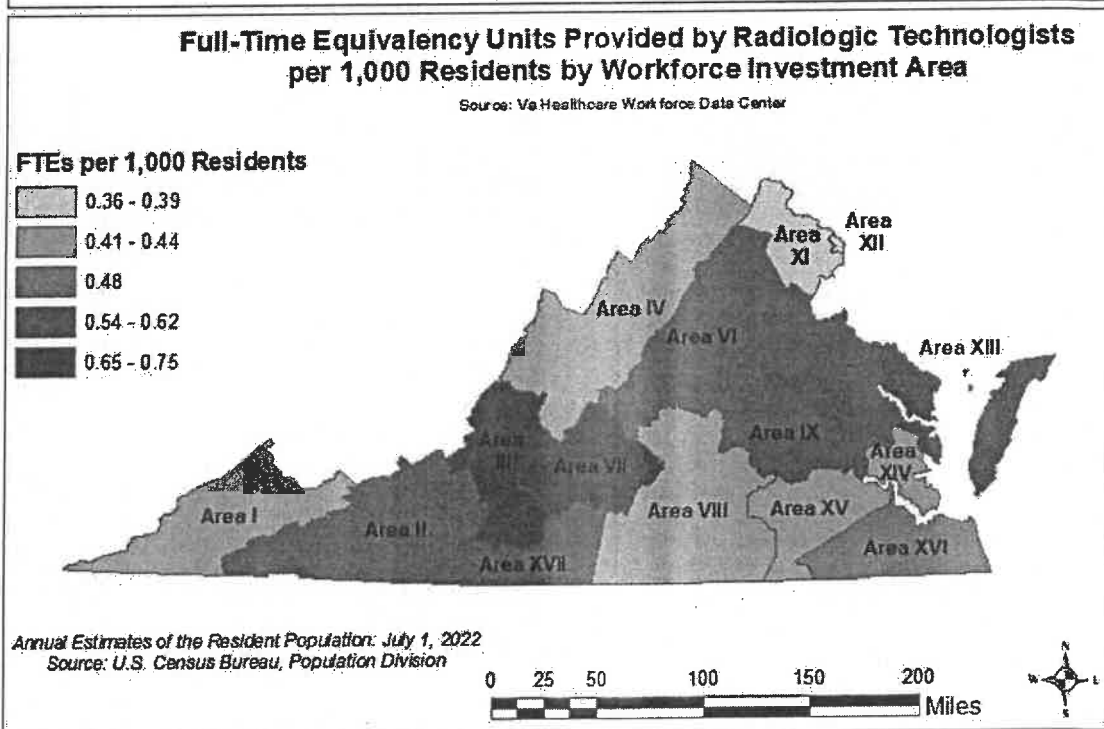 Full-Time Equivalency Units Provided by Radiologic Technologists
per 1,000 Residents by Workforce Investment Area
Source: Va Healthcare Work force Data Center
FTEs per 1,000 Residents
0.36 - 0.39
0.41 - 0.44
0.48
0.54 - 0.62
0.65 - 0.75
Area
XI
Area
XII
Area IV
Area VI
Area XIII
Area
III
Area VII
Area IX
Area
XIV
Area I
Area II
Area VIII
Area XV
Area XVII
Area XVI
Annual Estimates of the Resident Population: July 1, 2022
Source: U.S. Census Bureau, Population Division
0 25 50 100 150 200
Miles
N
W E
S